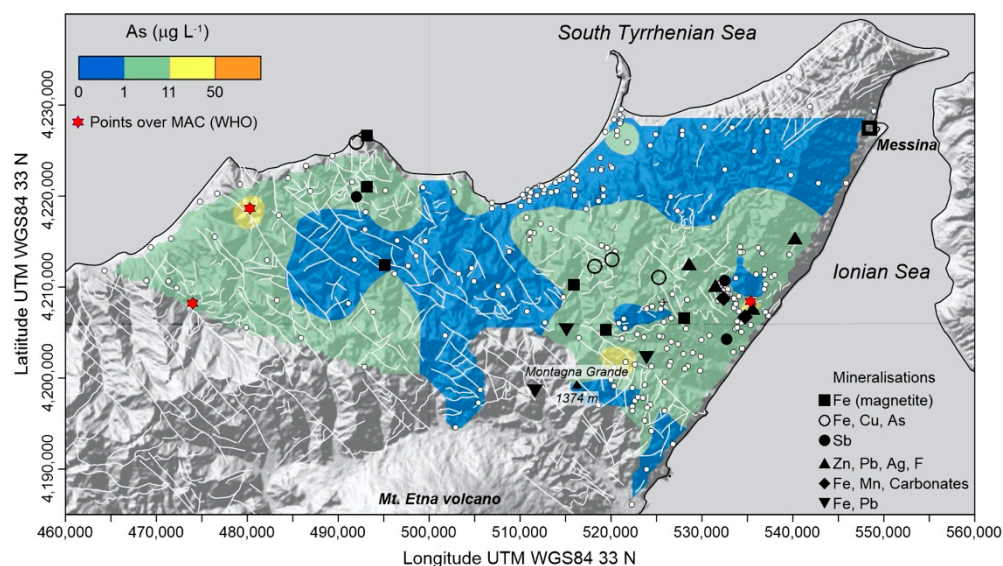 As (µg L⁻¹)
0 1 11 50
Points over MAC (WHO)
South Tyrrhenian Sea
Messina
Ionian Sea
Montagna Grande
1374 m
Mt. Etna volcano
Mineralisations
Fe (magnetite)
Fe, Cu, As
Sb
Zn, Pb, Ag, F
Fe, Mn, Carbonates
Fe, Pb
4,230,000
4,220,000
4,210,000
4,200,000
4,190,000
Latiitude UTM WGS84 33 N
460,000 470,000 480,000 490,000 500,000 510,000 520,000 530,000 540,000 550,000 560,000
Longitude UTM WGS84 33 N